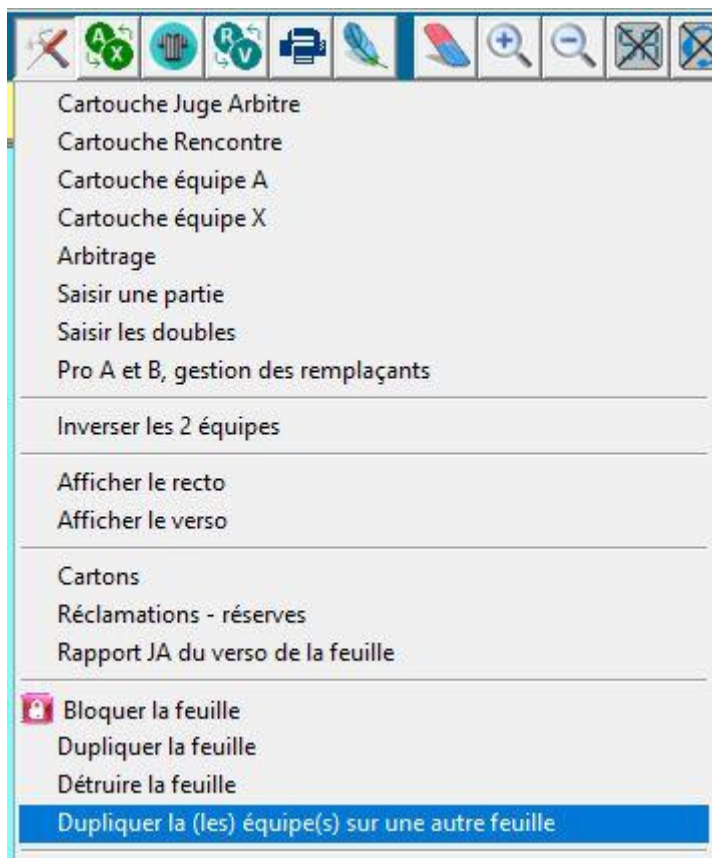 A
X
R
V
Cartouche Juge Arbitre
Cartouche Rencontre
Cartouche équipe A
Cartouche équipe X
Arbitrage
Saisir une partie
Saisir les doubles
Pro A et B, gestion des remplaçants
Inverser les 2 équipes
Afficher le recto
Afficher le verso
Cartons
Réclamations - réserves
Rapport JA du verso de la feuille
Bloquer la feuille
Dupliquer la feuille
Détruire la feuille
Dupliquer la (les) équipe(s) sur une autre feuille